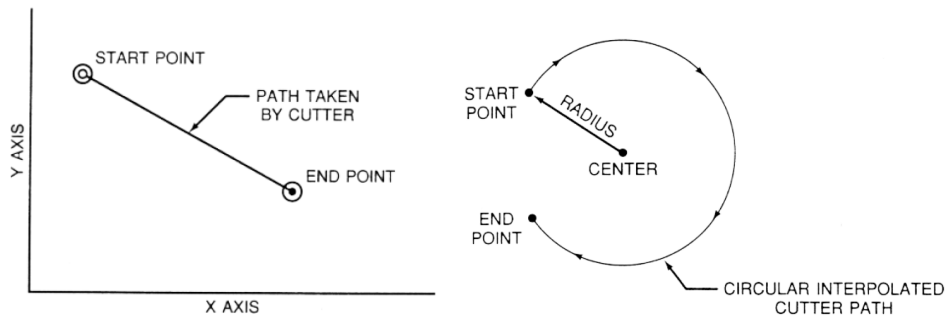 START POINT
PATH TAKEN
BY CUTTER
END POINT
Y AXIS
X AXIS
START
POINT
RADIUS
CENTER
END
POINT
CIRCULAR INTERPOLATED
CUTTER PATH